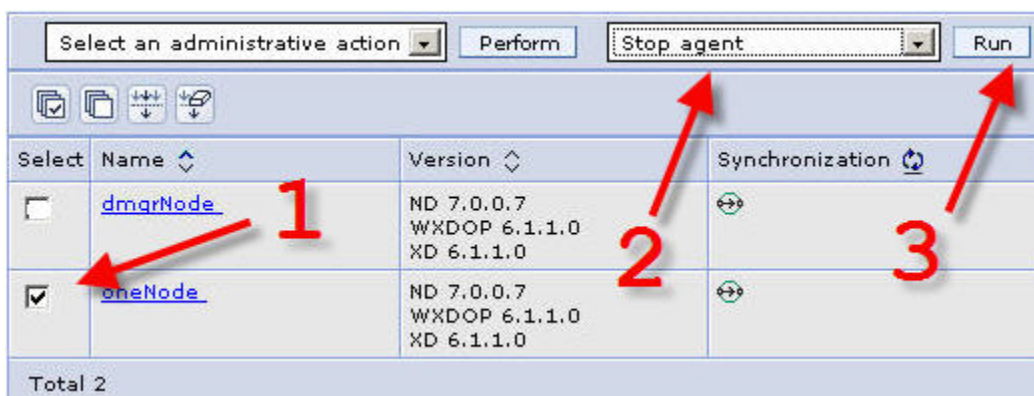 Select an administrative action Perform Stop agent Run
Select Name Version Synchronization
dmgrNode ND 7.0.0.7
WXDOP 6.1.1.0
XD 6.1.1.0
1
2
3
oneNode ND 7.0.0.7
WXDOP 6.1.1.0
XD 6.1.1.0
Total 2